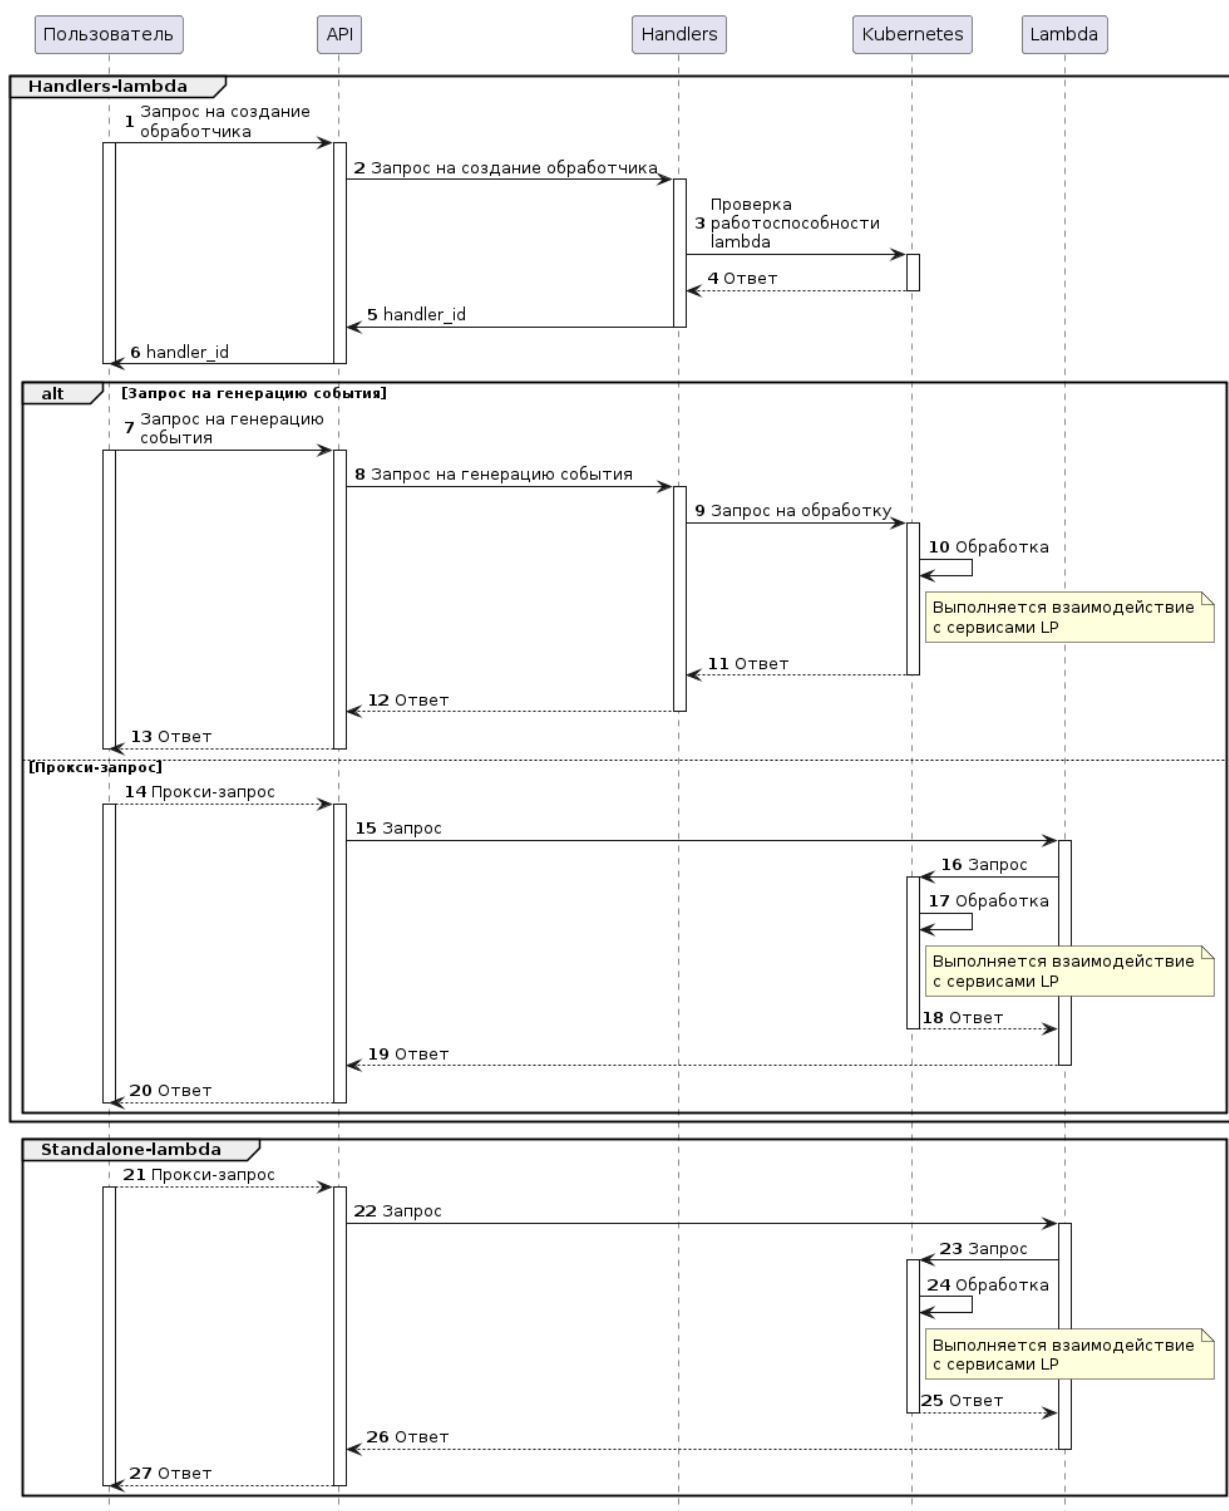 Пользователь
API
Handlers
Kubernetes
Lambda
Handlers-lambda
1 Запрос на создание
обработчика
2 Запрос на создание обработчика
Проверка
3 работоспособности
lambda
4 Ответ
5 handler_id
6 handler_id
alt [Запрос на генерацию события]
7 Запрос на генерацию
события
8 Запрос на генерацию события
9 Запрос на обработку
10 Обработка
Выполняется взаимодействие
с сервисами LP
11 Ответ
12 Ответ
13 Ответ
[Прокси-запрос]
14 Прокси-запрос
15 Запрос
16 Запрос
17 Обработка
Выполняется взаимодействие
с сервисами LP
18 Ответ
19 Ответ
20 Ответ
Standalone-lambda
21 Прокси-запрос
22 Запрос
23 Запрос
24 Обработка
Выполняется взаимодействие
с сервисами LP
25 Ответ
26 Ответ
27 Ответ